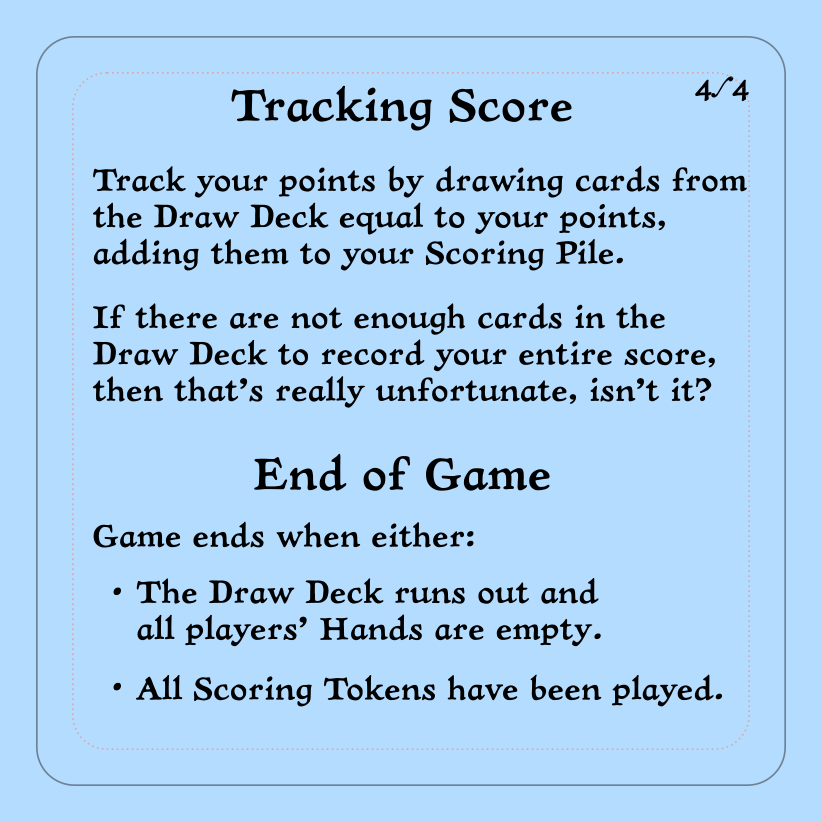 Tracking Score
4/4
Track your points by drawing cards from
the Draw Deck equal to your points,
adding them to your Scoring Pile.
If there are not enough cards in the
Draw Deck to record your entire score,
then that's really unfortunate, isn't it?
End of Game
Game ends when either:
• The Draw Deck runs out and
all players' Hands are empty.
• All Scoring Tokens have been played.